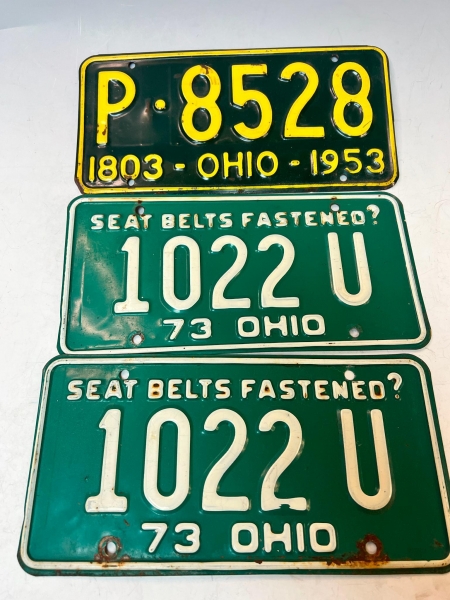 P·8528
1803 - OHIO - 1953
SEAT BELTS FASTENED?
1022 U
73 OHIO
SEAT BELTS FASTENED?
1022 U
73 OHIO